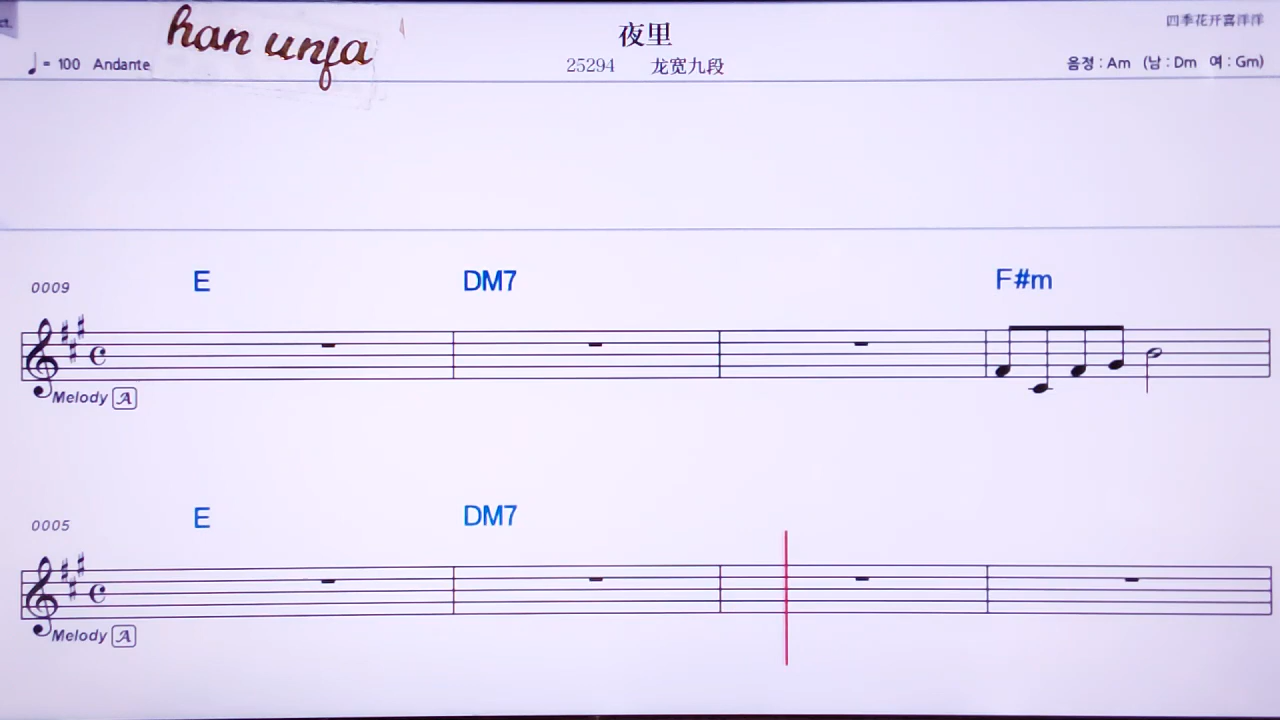 han unfa
夜里
四季花开喜洋洋
♩= 100 Andante
25294 龙宽九段
음정 : Am (남 : Dm 여 : Gm)
0009
E DM7 F#m
Melody A
0005
E DM7
Melody A